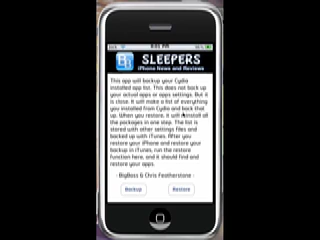 SLEEPERS
iPhone News and Reviews
This app will backup your Cydia
installed app list. This does not back up
your actual apps or apps settings. But it
is close. It will make a list of everything
you installed from Cydia and back that
up. When you restore, it will reinstall all
the packages in one step. The list is
stored with other settings files and
backed up with iTunes. After you
restore your iPhone and restore your
backup in iTunes, run the restore
function here, and it should find and
restore your apps.
- BigBoss & Chris Featherstone -
Backup Restore